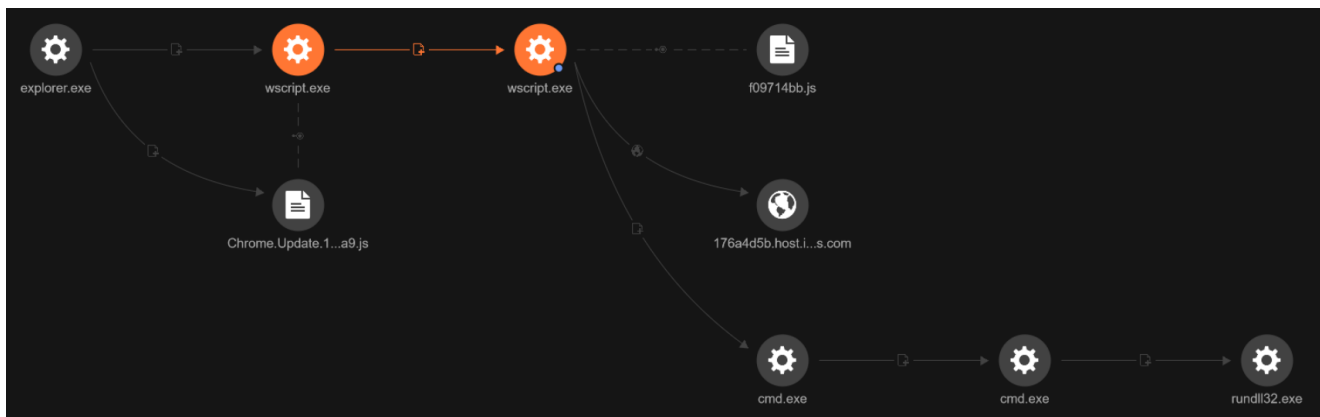 explorer.exe
wscript.exe
wscript.exe
f09714bb.js
Chrome.Update.1...a9.js
176a4d5b.host.i...s.com
cmd.exe
cmd.exe
rundll32.exe